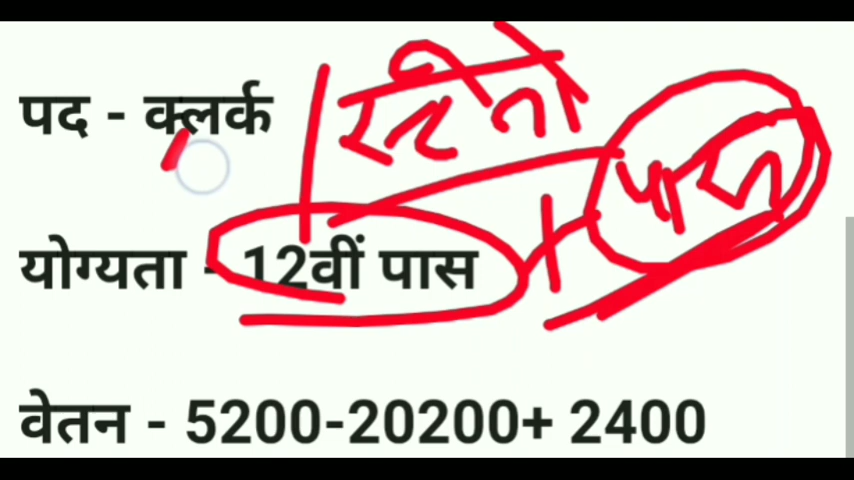 पद - क्लर्क
योग्यता - 12वीं पास
वेतन - 5200-20200+ 2400